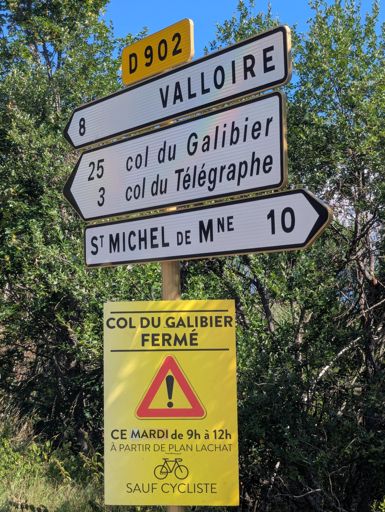 D 902
8 VALLOIRE
25 col du Galibier
3 col du Télégraphe
ST MICHEL DE MNE 10
COL DU GALIBIER
FERMÉ
!
CE MARDI de 9h à 12h
À PARTIR DE PLAN LACHAT
SAUF CYCLISTE